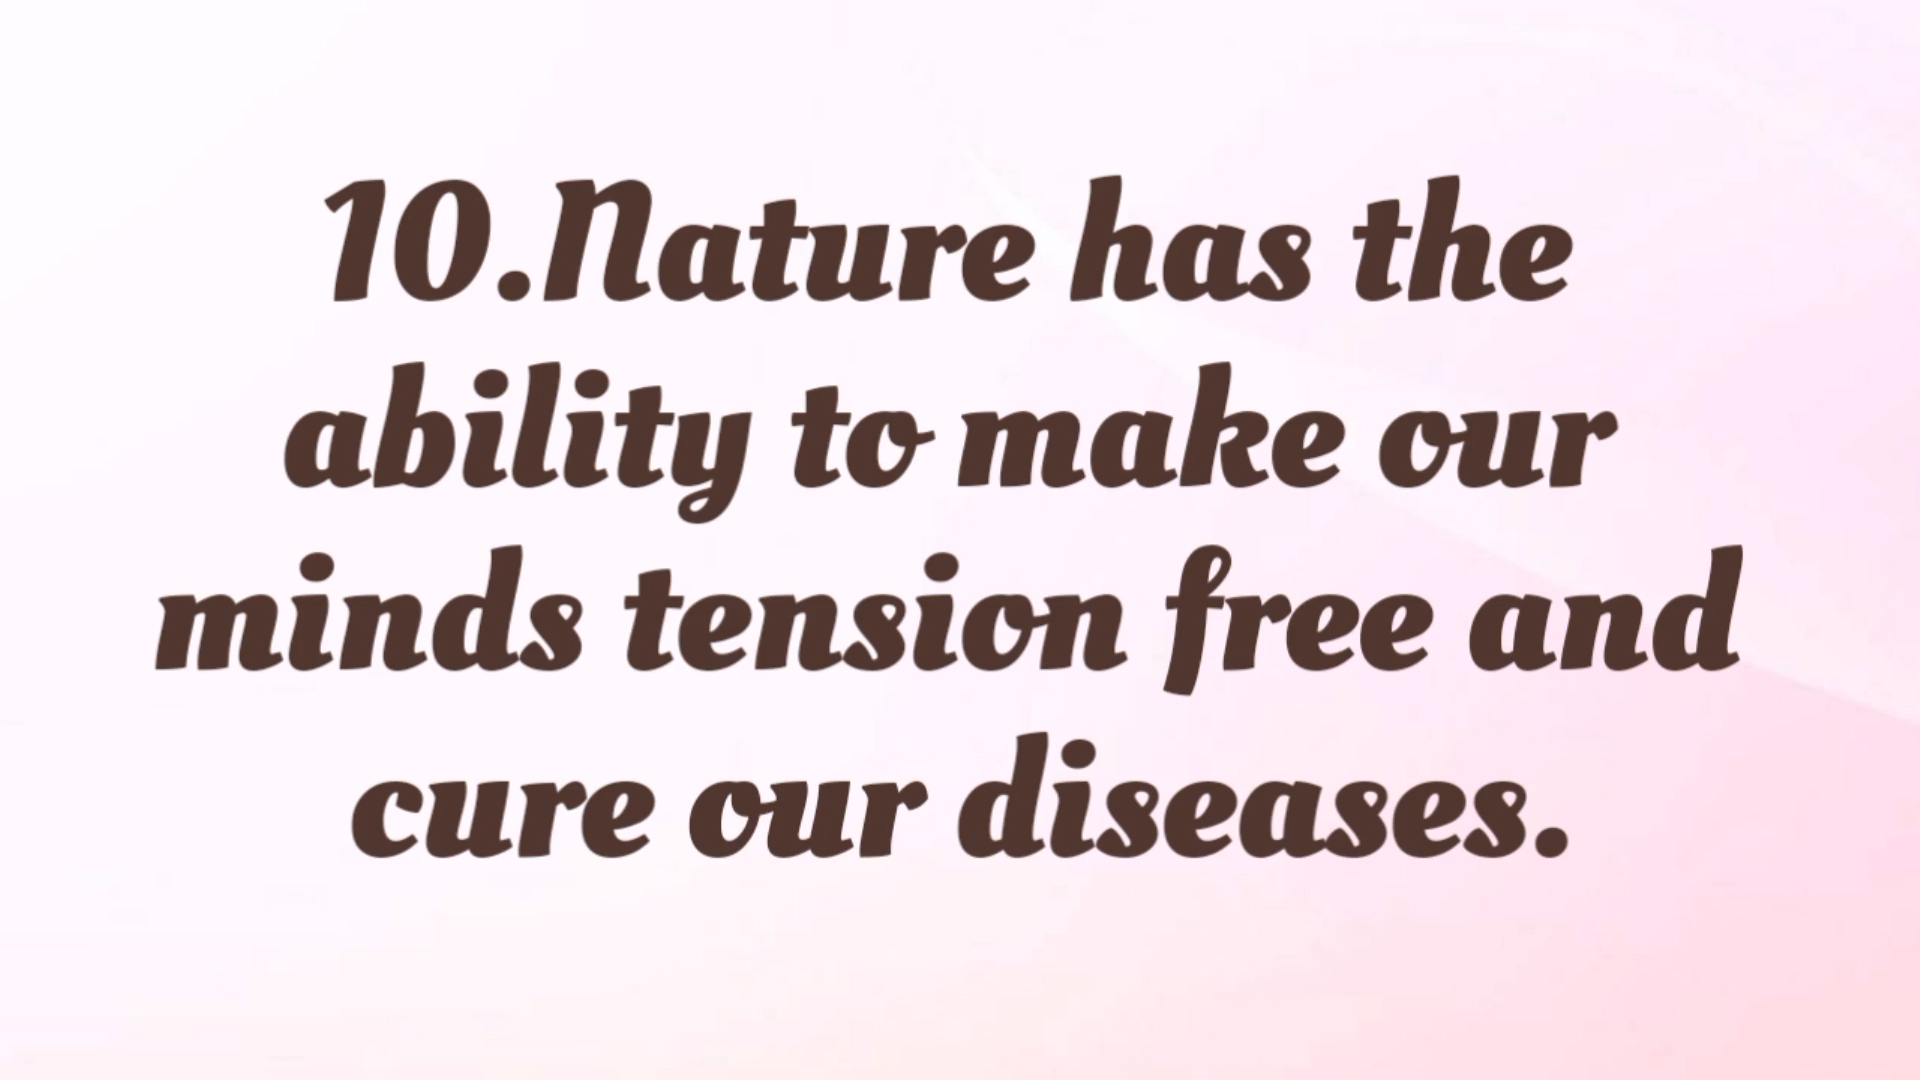 10.Nature has the
ability to make our
minds tension free and
cure our diseases.